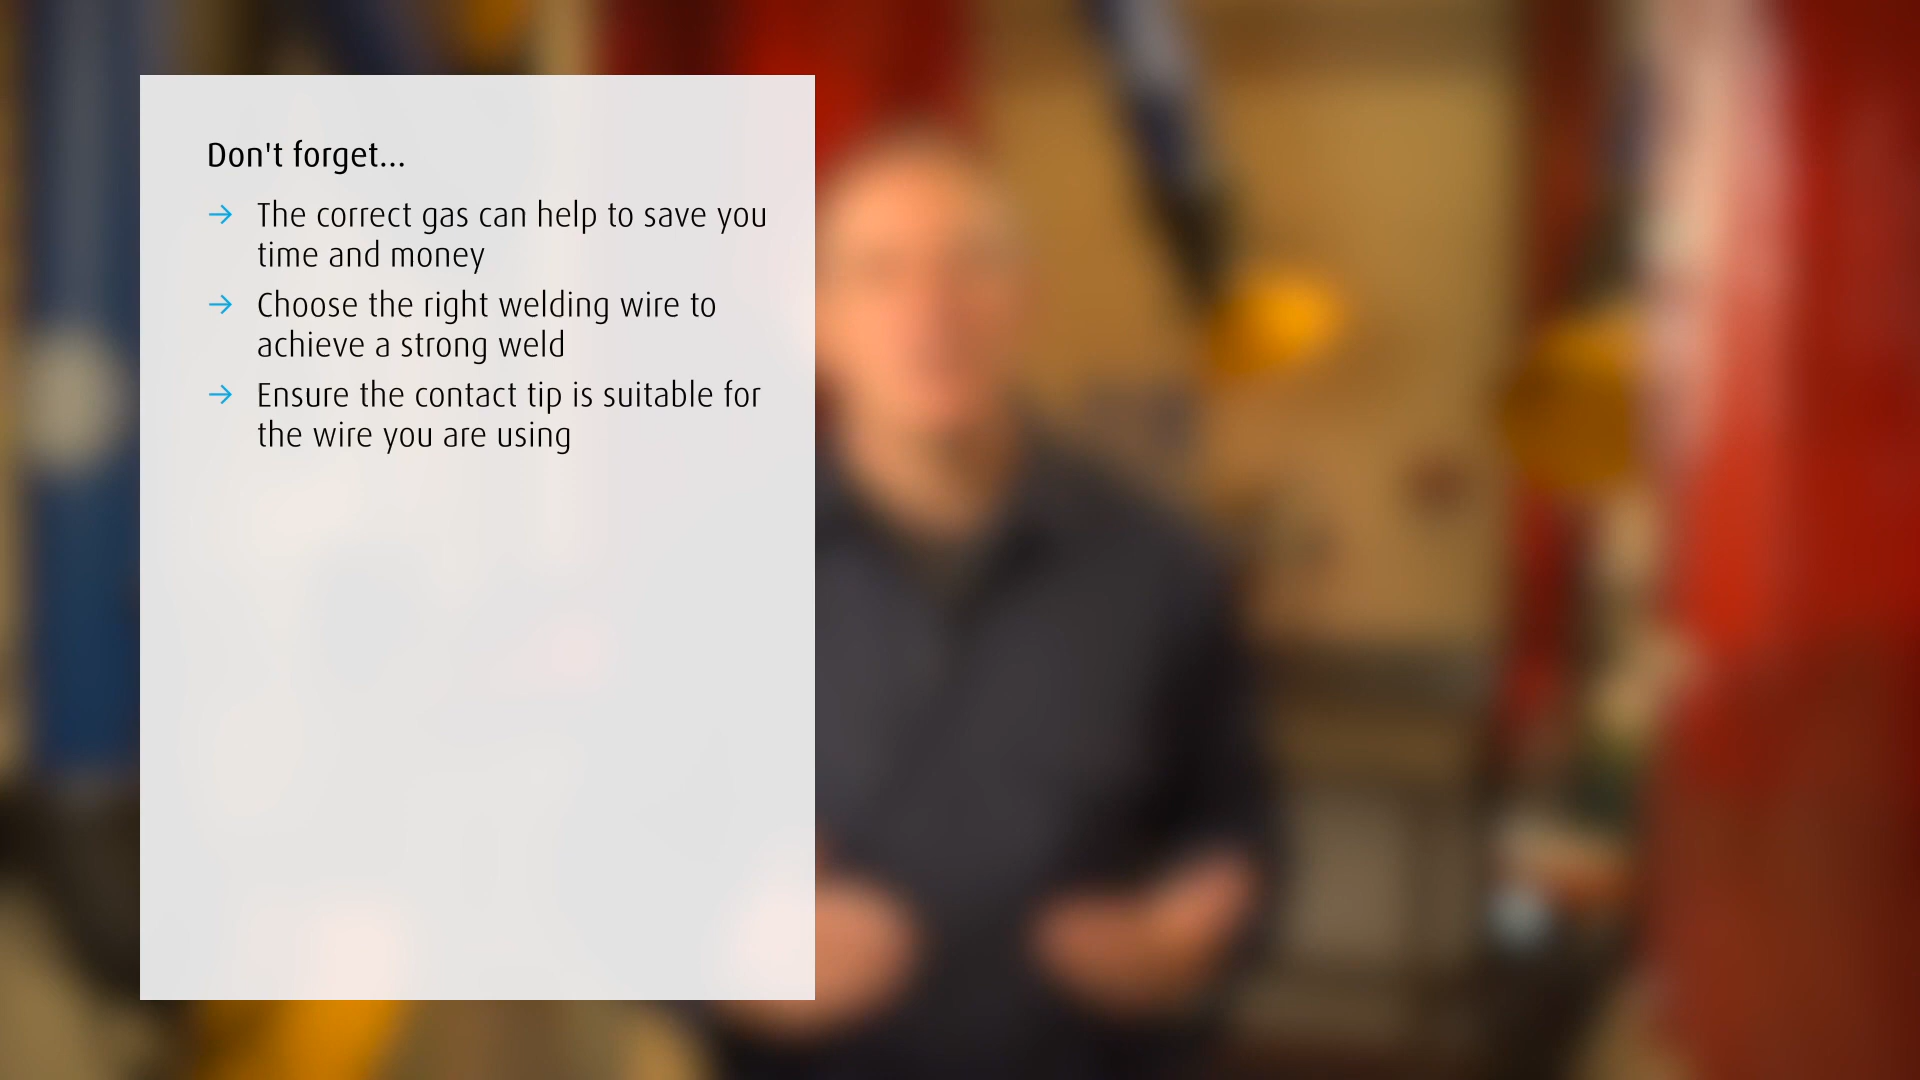 Don't forget...
→ The correct gas can help to save you
time and money
→ Choose the right welding wire to
achieve a strong weld
→ Ensure the contact tip is suitable for
the wire you are using